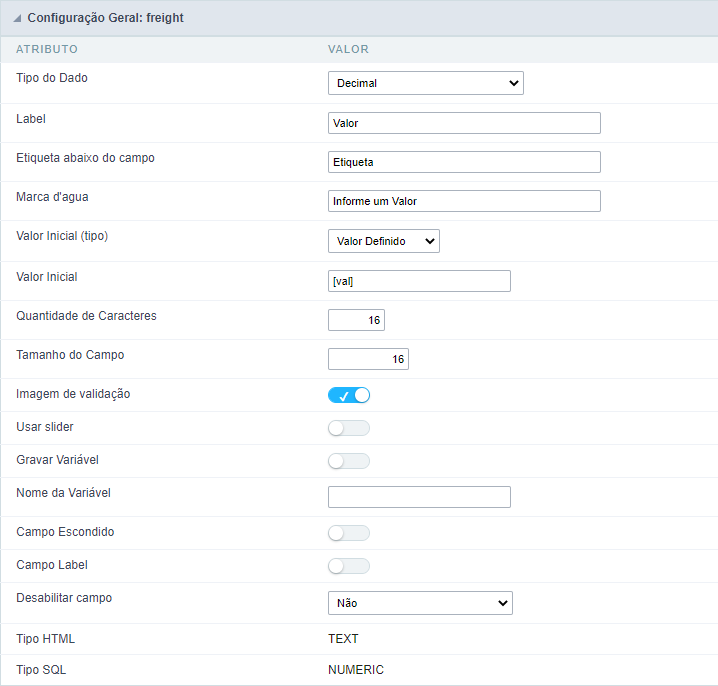 Configuração Geral: freight
ATRIBUTO VALOR
Tipo do Dado Decimal
Label Valor
Etiqueta abaixo do campo Etiqueta
Marca d'agua Informe um Valor
Valor Inicial (tipo) Valor Definido
Valor Inicial [val]
Quantidade de Caracteres 16
Tamanho do Campo 16
Imagem de validação
Usar slider
Gravar Variável
Nome da Variável
Campo Escondido
Campo Label
Desabilitar campo Não
Tipo HTML TEXT
Tipo SQL NUMERIC